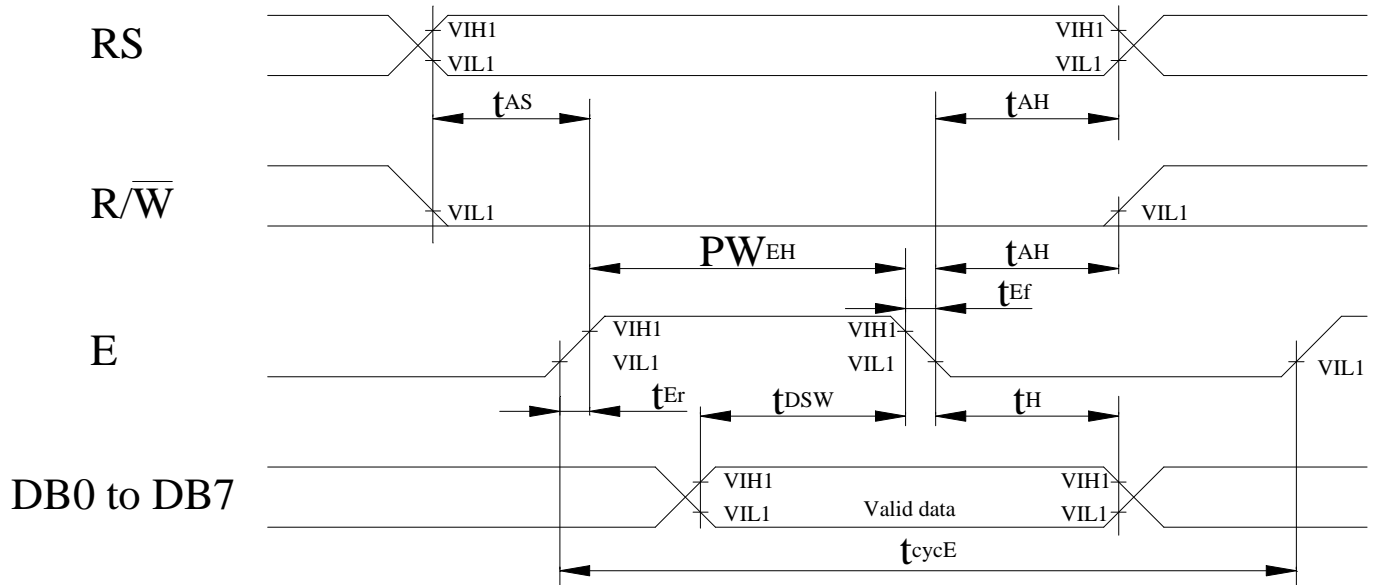 RS
VIH1
VIH1
VIL1
VIL1
tAS
tAH
R/W̅
VIL1
VIL1
PWEH
tAH
tEf
E
VIH1
VIH1
VIL1
VIL1
VIL1
tEr
tDSW
tH
DB0 to DB7
VIH1
VIH1
VIL1
Valid data
VIL1
tcycE